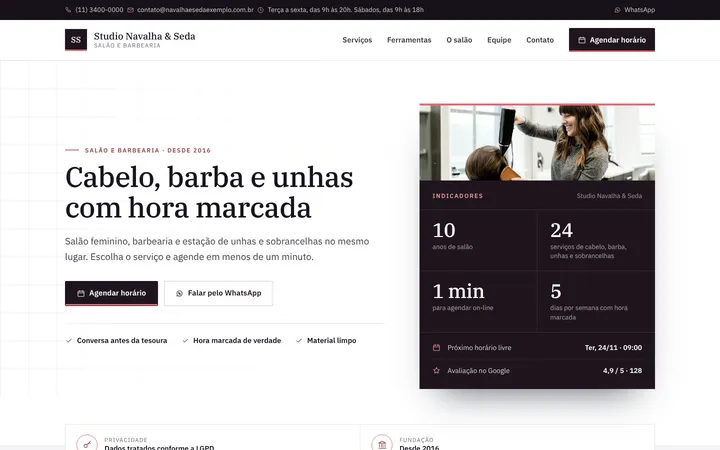 (11) 3400-0000 contato@navalhaesedaexemplo.com.br Terça a sexta, das 9h às 20h. Sábados, das 9h às 18h WhatsApp
SS Studio Navalha & Seda
SALÃO E BARBEARIA
Serviços Ferramentas O salão Equipe Contato Agendar horário
SALÃO E BARBEARIA · DESDE 2016
Cabelo, barba e unhas
com hora marcada
Salão feminino, barbearia e estação de unhas e sobrancelhas no mesmo
lugar. Escolha o serviço e agende em menos de um minuto.
Agendar horário Falar pelo WhatsApp
Conversa antes da tesoura Hora marcada de verdade Material limpo
INDICADORES Studio Navalha & Seda
10
anos de salão
24
serviços de cabelo, barba,
unhas e sobrancelhas
1 min
para agendar on-line
5
dias por semana com hora
marcada
Próximo horário livre Ter, 24/11 · 09:00
Avaliação no Google 4,9 / 5 · 128
PRIVACIDADE
Dados tratados conforme a LGPD
FUNDAÇÃO
Desde 2016